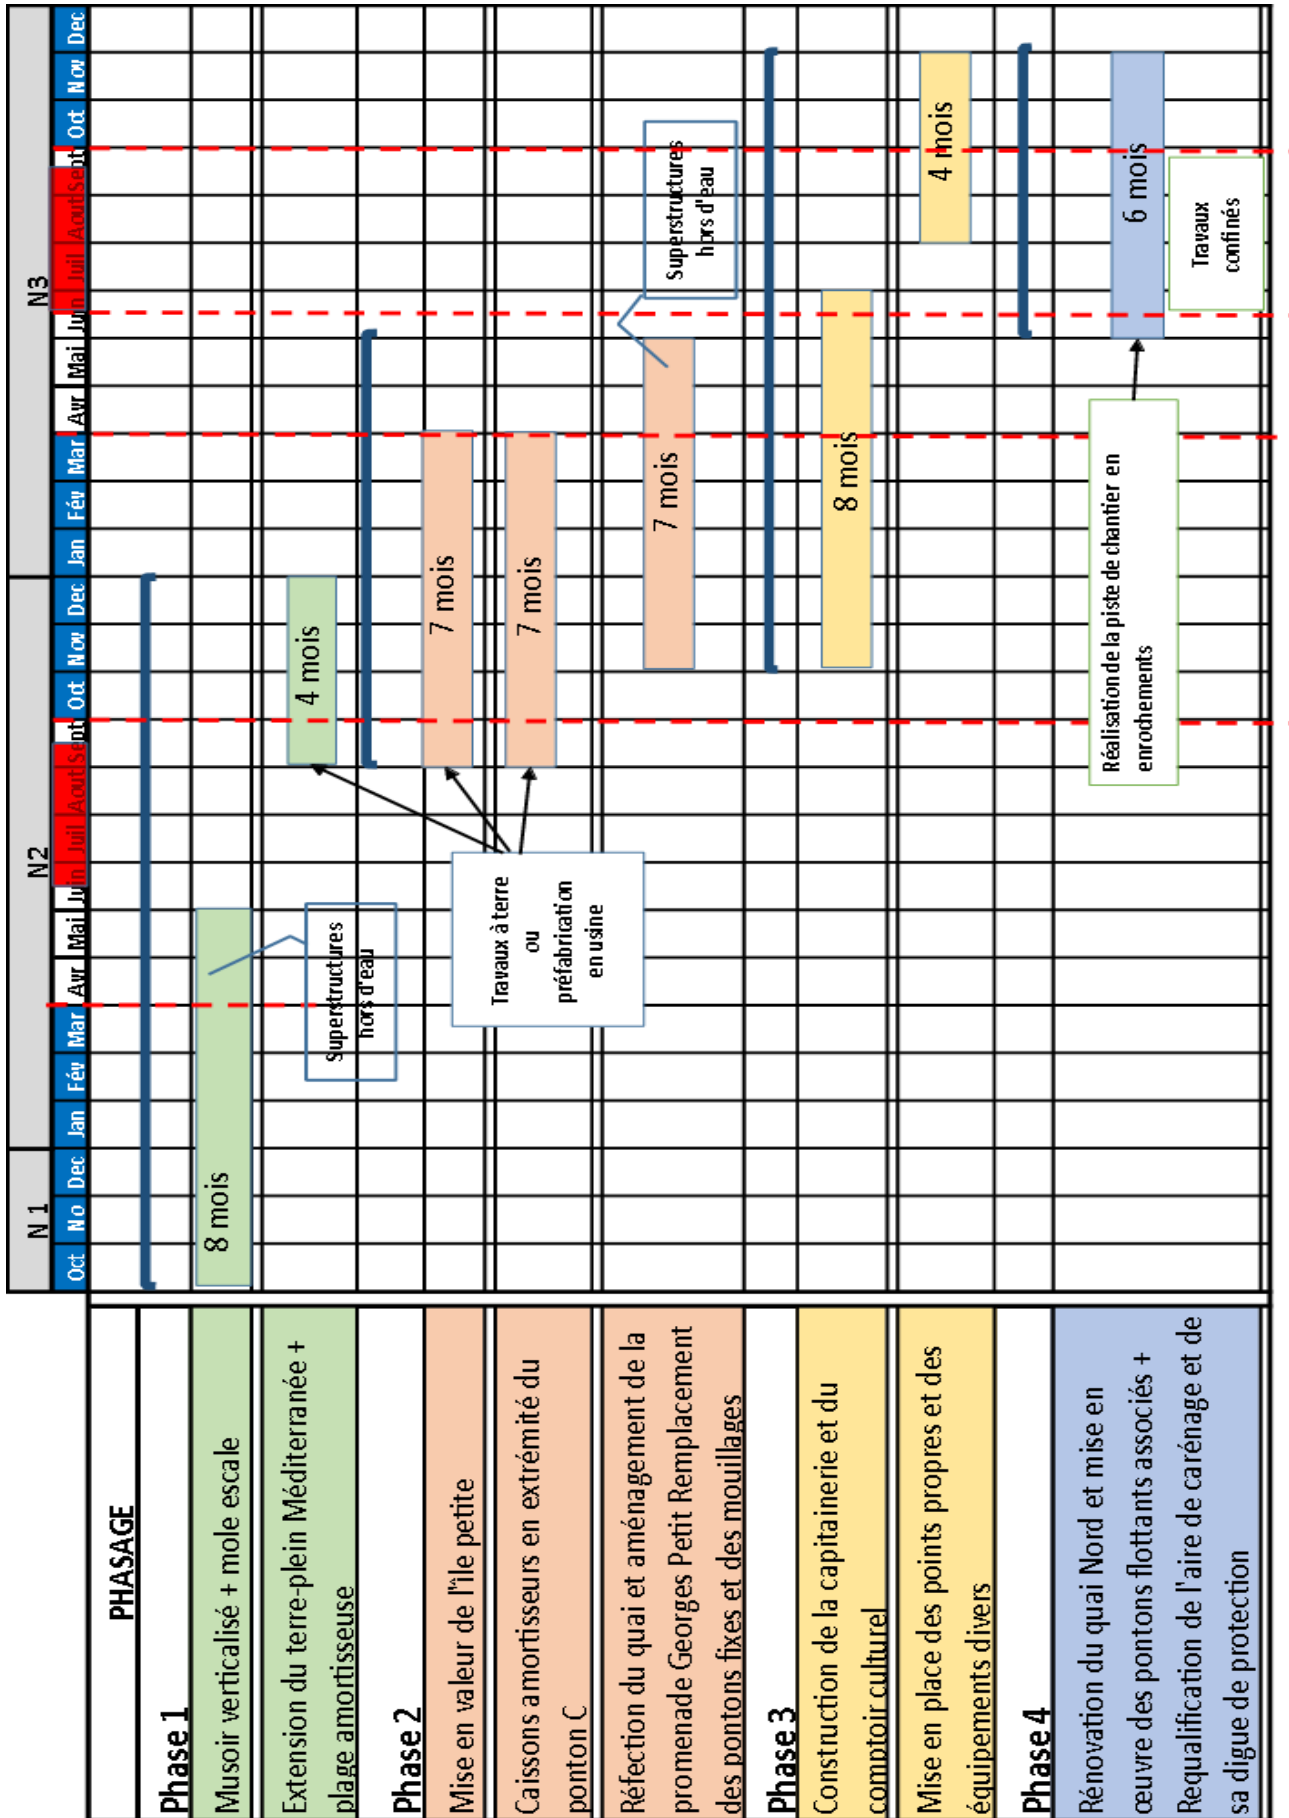 N 1
N2
N3
Oct No Dec Jan Fév Mar Avr Mai Juin Juil Aout Sept Oct Nov Dec Jan Fév Mar Avr Mai Juin Juil Aout Sept Oct Nov Dec
PHASAGE
Phase 1
Musoir verticalisé + mole escale
8 mois
Superstructures
hors d'eau
Extension du terre-plein Méditerranée +
plage amortisseuse
4 mois
Phase 2
Mise en valeur de l'île petite
7 mois
Travaux à terre
ou
préfabrication
en usine
Caissons amortisseurs en extrémité du
ponton C
7 mois
Réfection du quai et aménagement de la
promenade Georges Petit Remplacement
des pontons fixes et des mouillages
7 mois
Superstructures
hors d'eau
Phase 3
Construction de la capitainerie et du
comptoir culturel
8 mois
Mise en place des points propres et des
équipements divers
4 mois
Phase 4
Rénovation du quai Nord et mise en
œuvre des pontons flottants associés +
Requalification de l'aire de carénage et de
sa digue de protection
6 mois
Réalisation de la piste de chantier en
enrochements
Travaux
confinés